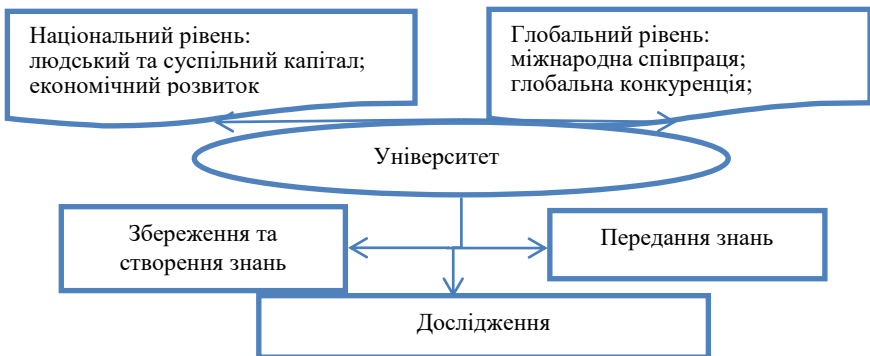 Національний рівень:
людський та суспільний капітал;
економічний розвиток
Глобальний рівень:
міжнародна співпраця;
глобальна конкуренція;
Університет
Збереження та
створення знань
Передання знань
Дослідження